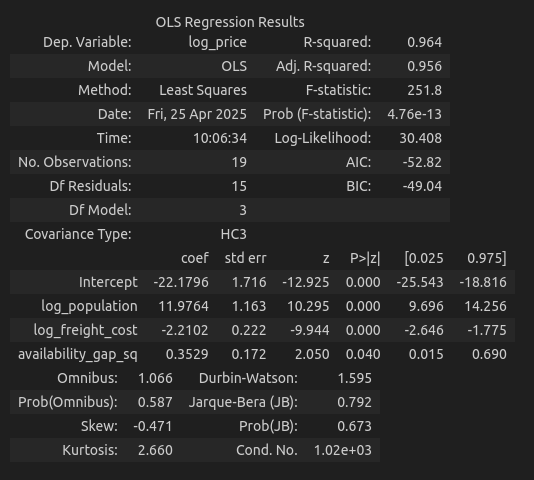 OLS Regression Results
Dep. Variable: log_price R-squared: 0.964
Model: OLS Adj. R-squared: 0.956
Method: Least Squares F-statistic: 251.8
Date: Fri, 25 Apr 2025 Prob (F-statistic): 4.76e-13
Time: 10:06:34 Log-Likelihood: 30.408
No. Observations: 19 AIC: -52.82
Df Residuals: 15 BIC: -49.04
Df Model: 3
Covariance Type: HC3
coef std err z P>|z| [0.025 0.975]
Intercept -22.1796 1.716 -12.925 0.000 -25.543 -18.816
log_population 11.9764 1.163 10.295 0.000 9.696 14.256
log_freight_cost -2.2102 0.222 -9.944 0.000 -2.646 -1.775
availability_gap_sq 0.3529 0.172 2.050 0.040 0.015 0.690
Omnibus: 1.066 Durbin-Watson: 1.595
Prob(Omnibus): 0.587 Jarque-Bera (JB): 0.792
Skew: -0.471 Prob(JB): 0.673
Kurtosis: 2.660 Cond. No. 1.02e+03